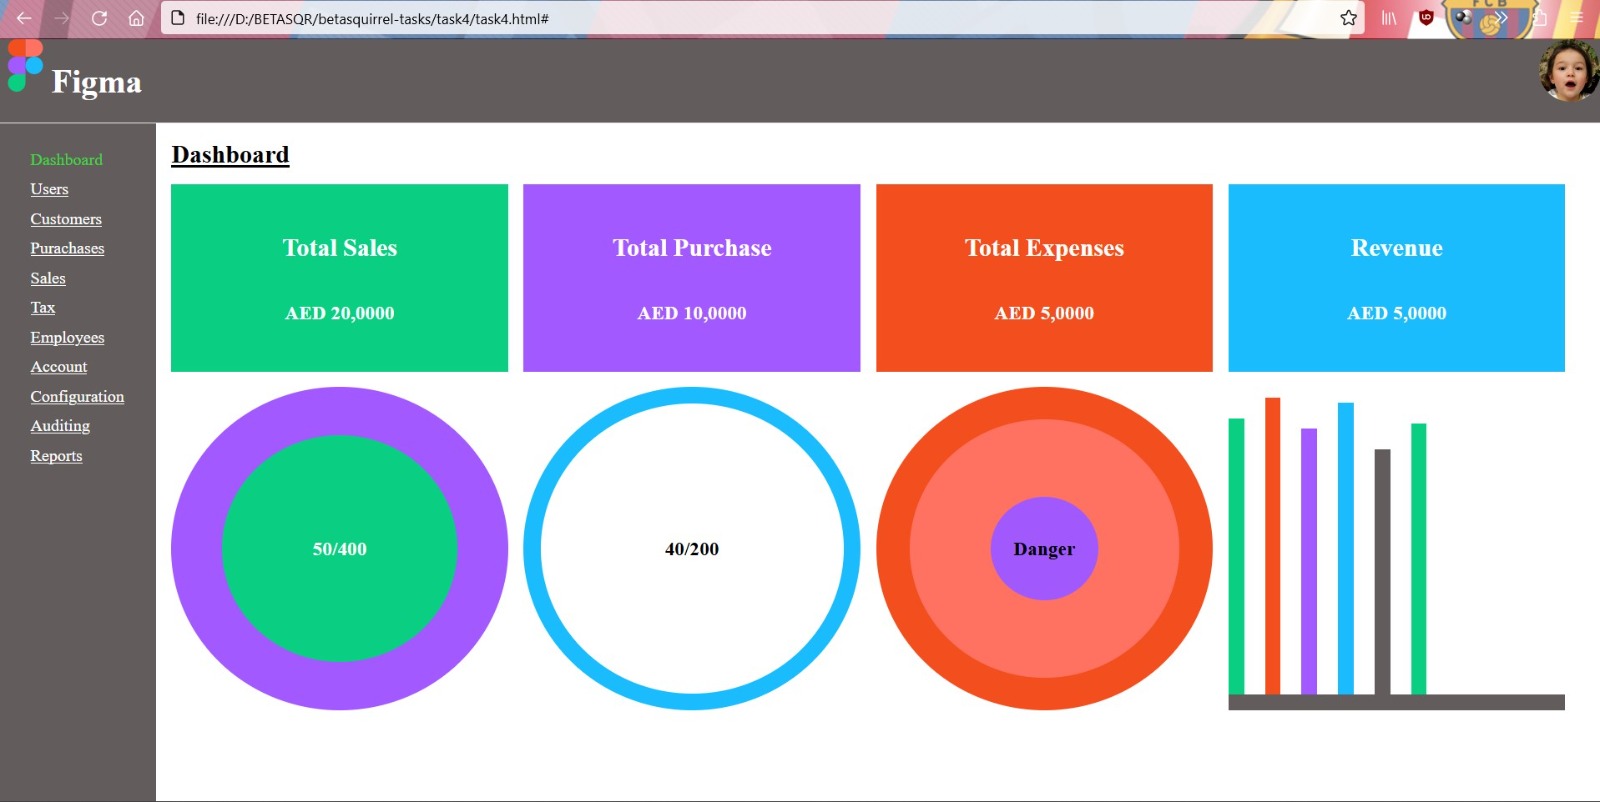 file:///D:/BETASQR/betasquirrel-tasks/task4/task4.html#
FCB
Figma
Dashboard
Users
Customers
Purachases
Sales
Tax
Employees
Account
Configuration
Auditing
Reports
Dashboard
Total Sales
AED 20,0000
Total Purchase
AED 10,0000
Total Expenses
AED 5,0000
Revenue
AED 5,0000
50/400
40/200
Danger